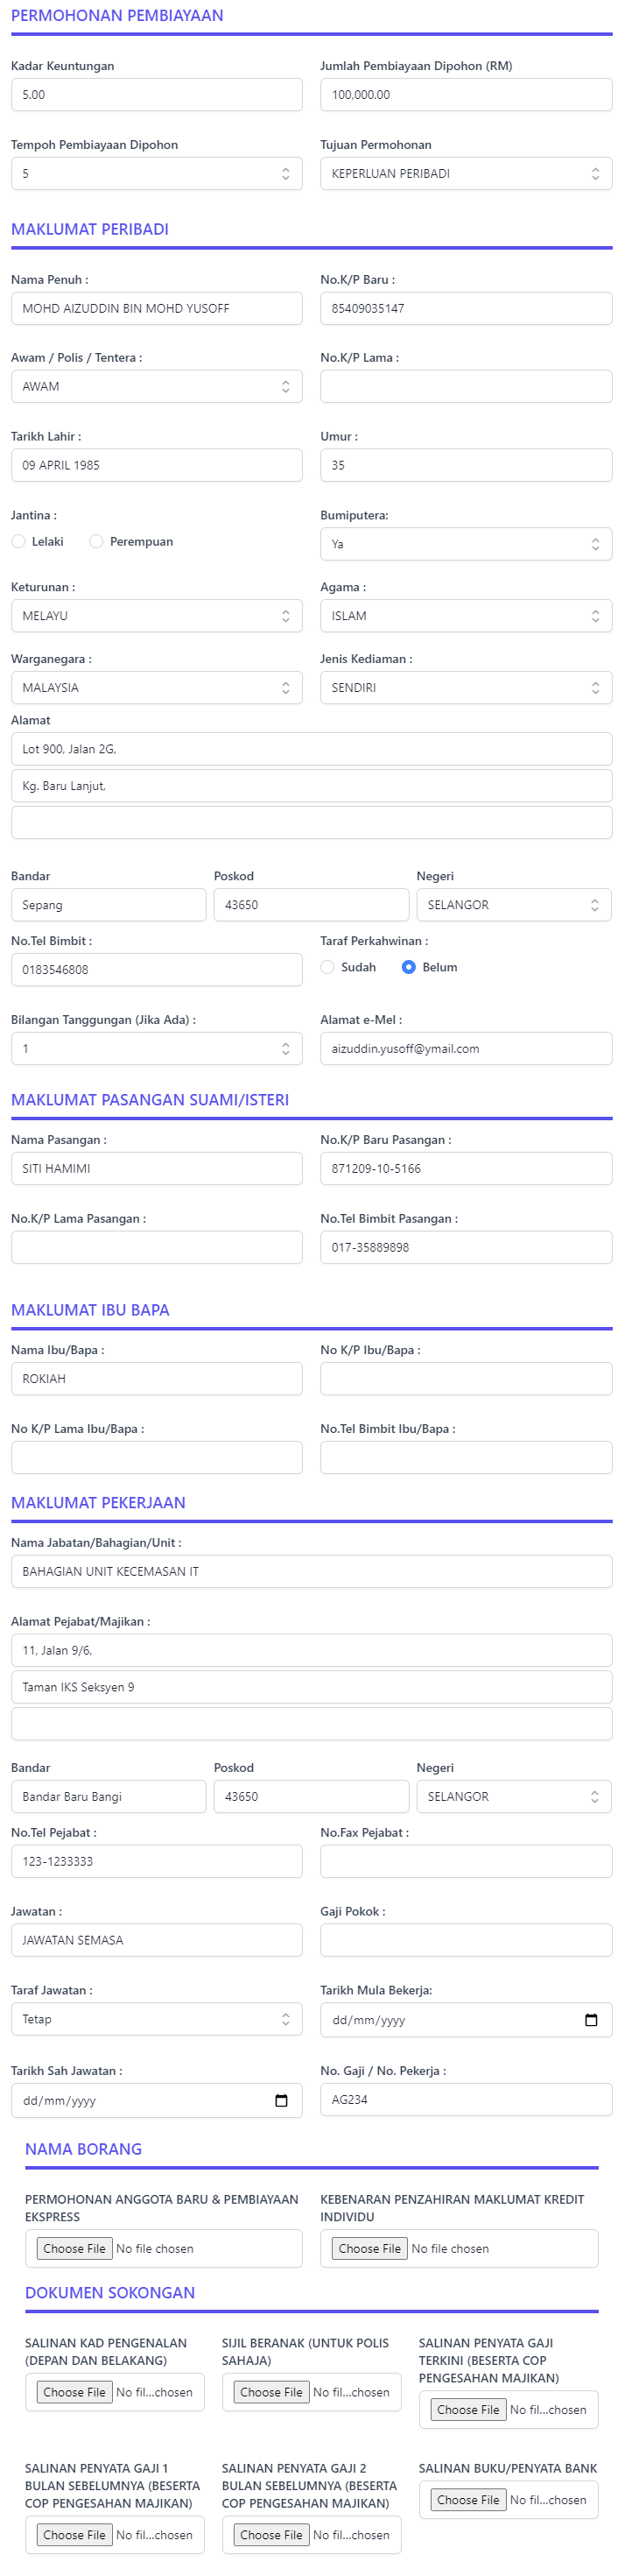 PERMOHONAN PEMBIAYAAN
Kadar Keuntungan
Jumlah Pembiayaan Dipohon (RM)
5.00
100,000.00
Tempoh Pembiayaan Dipohon
Tujuan Permohonan
5
KEPERLUAN PERIBADI
MAKLUMAT PERIBADI
Nama Penuh :
No.K/P Baru :
MOHD AIZUDDIN BIN MOHD YUSOFF
85409035147
Awam / Polis / Tentera :
No.K/P Lama :
AWAM
Tarikh Lahir :
Umur :
09 APRIL 1985
35
Jantina :
Bumiputera:
Lelaki
Perempuan
Ya
Keturunan :
Agama :
MELAYU
ISLAM
Warganegara :
Jenis Kediaman :
MALAYSIA
SENDIRI
Alamat
Lot 900, Jalan 2G,
Kg. Baru Lanjut,
Bandar
Poskod
Negeri
Sepang
43650
SELANGOR
No.Tel Bimbit :
Taraf Perkahwinan :
0183546808
Sudah
Belum
Bilangan Tanggungan (Jika Ada) :
Alamat e-Mel :
1
aizuddin.yusoff@ymail.com
MAKLUMAT PASANGAN SUAMI/ISTERI
Nama Pasangan :
No.K/P Baru Pasangan :
SITI HAMIMI
871209-10-5166
No.K/P Lama Pasangan :
No.Tel Bimbit Pasangan :
017-35889898
MAKLUMAT IBU BAPA
Nama Ibu/Bapa :
No K/P Ibu/Bapa :
ROKIAH
No K/P Lama Ibu/Bapa :
No.Tel Bimbit Ibu/Bapa :
MAKLUMAT PEKERJAAN
Nama Jabatan/Bahagian/Unit :
BAHAGIAN UNIT KECEMASAN IT
Alamat Pejabat/Majikan :
11, Jalan 9/6,
Taman IKS Seksyen 9
Bandar
Poskod
Negeri
Bandar Baru Bangi
43650
SELANGOR
No.Tel Pejabat :
No.Fax Pejabat :
123-1233333
Jawatan :
Gaji Pokok :
JAWATAN SEMASA
Taraf Jawatan :
Tarikh Mula Bekerja:
Tetap
dd/mm/yyyy
Tarikh Sah Jawatan :
No. Gaji / No. Pekerja :
dd/mm/yyyy
AG234
NAMA BORANG
PERMOHONAN ANGGOTA BARU & PEMBIAYAAN
EKSPRESS
KEBENARAN PENZAHIRAN MAKLUMAT KREDIT
INDIVIDU
Choose File No file chosen
Choose File No file chosen
DOKUMEN SOKONGAN
SALINAN KAD PENGENALAN
(DEPAN DAN BELAKANG)
Choose File No fil...chosen
SIJIL BERANAK (UNTUK POLIS
SAHAJA)
Choose File No fil...chosen
SALINAN PENYATA GAJI
TERKINI (BESERTA COP
PENGESAHAN MAJIKAN)
Choose File No fil...chosen
SALINAN PENYATA GAJI 1
BULAN SEBELUMNYA (BESERTA
COP PENGESAHAN MAJIKAN)
Choose File No fil...chosen
SALINAN PENYATA GAJI 2
BULAN SEBELUMNYA (BESERTA
COP PENGESAHAN MAJIKAN)
Choose File No fil...chosen
SALINAN BUKU/PENYATA BANK
Choose File No fil...chosen